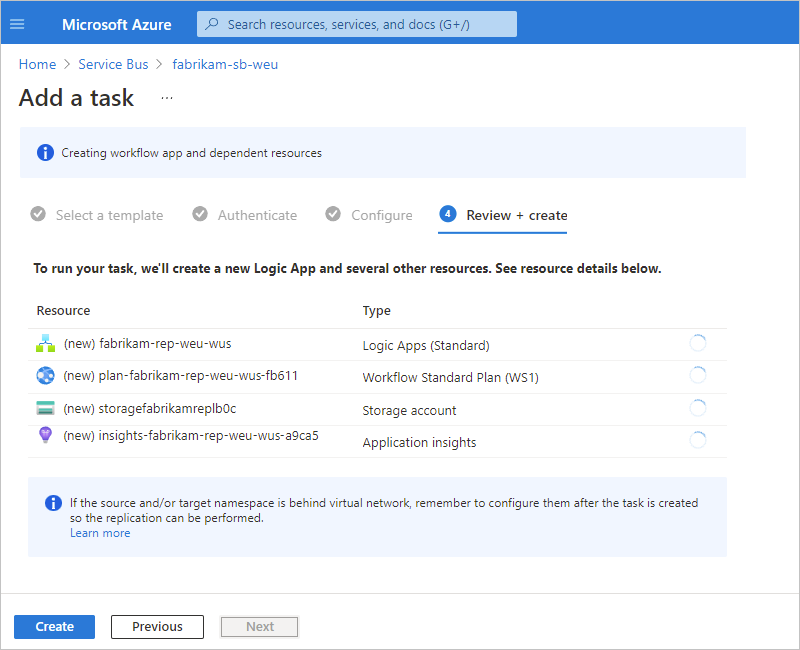 Microsoft Azure
Search resources, services, and docs (G+/)
Home > Service Bus > fabrikam-sb-weu
Add a task ...
Creating workflow app and dependent resources
Select a template Authenticate Configure 4 Review + create
To run your task, we'll create a new Logic App and several other resources. See resource details below.
Resource Type
(new) fabrikam-rep-weu-wus Logic Apps (Standard)
(new) plan-fabrikam-rep-weu-wus-fb611 Workflow Standard Plan (WS1)
(new) storagefabrikamreplb0c Storage account
(new) insights-fabrikam-rep-weu-wus-a9ca5 Application insights
If the source and/or target namespace is behind virtual network, remember to configure them after the task is created
so the replication can be performed.
Learn more
Create Previous Next